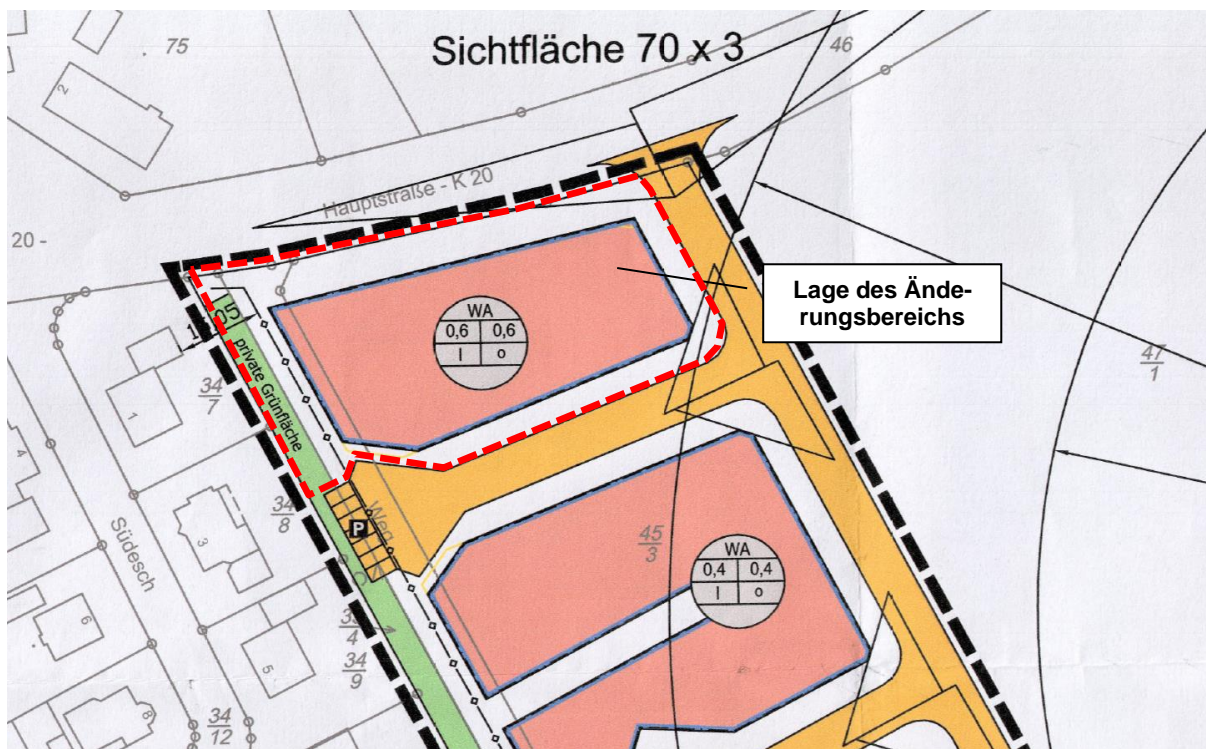 Sichtfläche 70 x 3
75
46
2
Hauptstraße - K 20
20 -
Lage des Ände-
rungsbereichs
WA
0,6 0,6
I o
private Grünfläche
47
1
34
7
1
4
34
8
P
Weg
3
Südesch
45
3
WA
0,4 0,4
I o
6
5
34
9
8
34
12